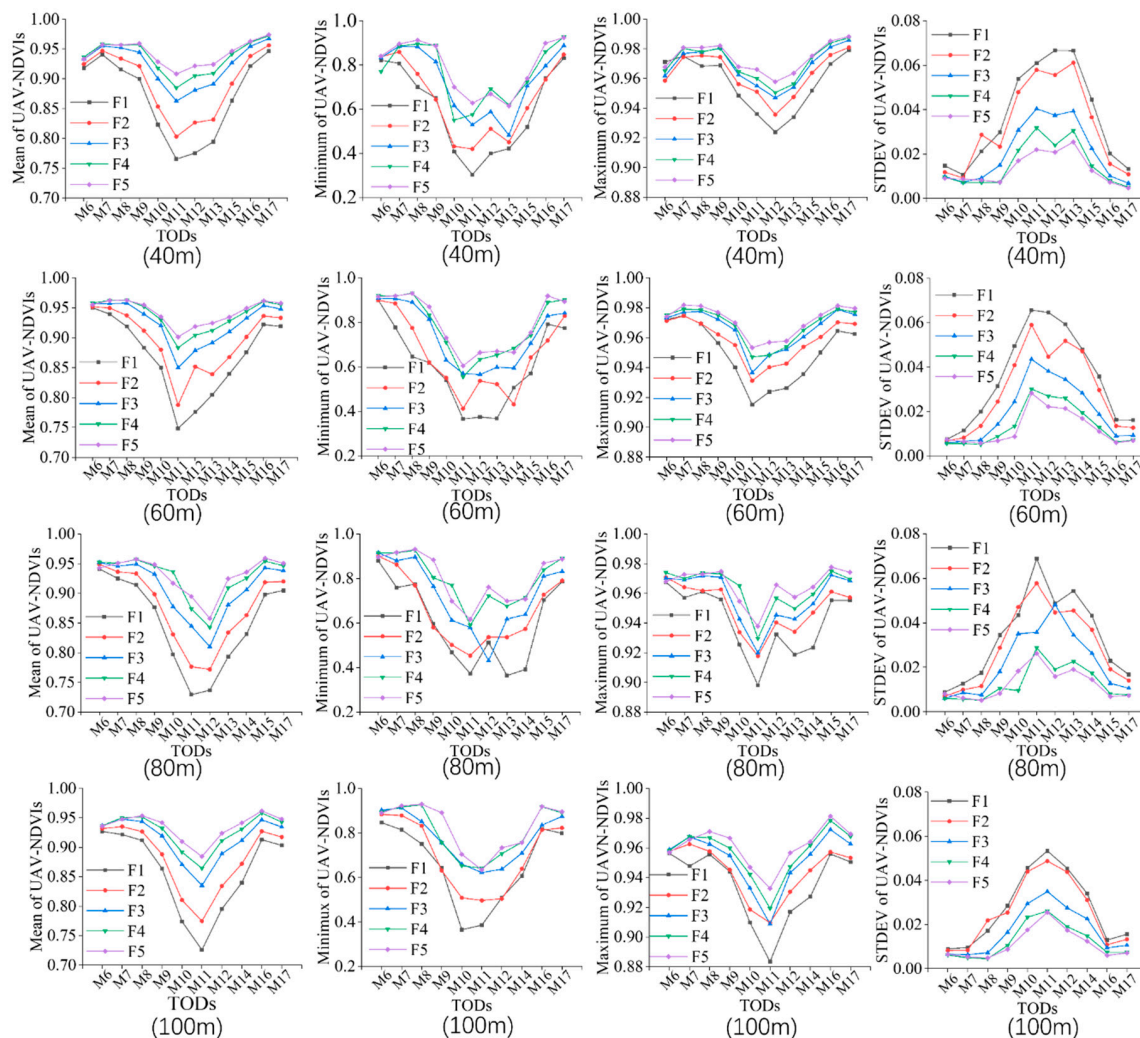 Mean of UAV-NDVIs
1.00
0.95
0.90
0.85
0.80
0.75
0.70
F1
F2
F3
F4
F5
M6 M7 M8 M9 M10 M11 M12 M13 M15 M16 M17
TODs
(40m)
Minimum of UAV-NDVIs
1.0
0.8
0.6
0.4
0.2
F1
F2
F3
F4
F5
M6 M7 M8 M9 M10 M11 M12 M13 M15 M16 M17
TODs
(40m)
Maximum of UAV-NDVIs
1.00
0.98
0.96
0.94
0.92
0.90
0.88
F1
F2
F3
F4
F5
M6 M7 M8 M9 M10 M11 M12 M13 M15 M16 M17
TODs
(40m)
STDEV of UAV-NDVIs
0.08
0.06
0.04
0.02
0.00
F1
F2
F3
F4
F5
M6 M7 M8 M9 M10 M11 M12 M13 M15 M16 M17
TODs
(40m)
Mean of UAV-NDVIs
1.00
0.95
0.90
0.85
0.80
0.75
0.70
F1
F2
F3
F4
F5
M6 M7 M8 M9 M10 M11 M12 M13 M14 M15 M16 M17
TODs
(60m)
Minimum of UAV-NDVIs
1.0
0.8
0.6
0.4
0.2
F1
F2
F3
F4
F5
M6 M7 M8 M9 M10 M11 M12 M13 M14 M15 M16 M17
TODs
(60m)
Maximum of UAV-NDVIs
1.00
0.98
0.96
0.94
0.92
0.90
0.88
F1
F2
F3
F4
F5
M6 M7 M8 M9 M10 M11 M12 M13 M14 M15 M16 M17
TODs
(60m)
STDEV of UAV-NDVIs
0.08
0.06
0.04
0.02
0.00
F1
F2
F3
F4
F5
M6 M7 M8 M9 M10 M11 M12 M13 M14 M15 M16 M17
TODs
(60m)
Mean of UAV-NDVIs
1.00
0.95
0.90
0.85
0.80
0.75
0.70
F1
F2
F3
F4
F5
M6 M7 M8 M9 M10 M11 M12 M13 M14 M15 M17
TODs
(80m)
Minimum of UAV-NDVIs
1.0
0.8
0.6
0.4
0.2
F1
F2
F3
F4
F5
M6 M7 M8 M9 M10 M11 M12 M13 M14 M15 M17
TODs
(80m)
Maximum of UAV-NDVIs
1.00
0.98
0.96
0.94
0.92
0.90
0.88
F1
F2
F3
F4
F5
M6 M7 M8 M9 M10 M11 M12 M13 M14 M15 M17
TODs
(80m)
STDEV of UAV-NDVIs
0.08
0.06
0.04
0.02
0.00
F1
F2
F3
F4
F5
M6 M7 M8 M9 M10 M11 M12 M13 M14 M15 M17
TODs
(80m)
Mean of UAV-NDVIs
1.00
0.95
0.90
0.85
0.80
0.75
0.70
F1
F2
F3
F4
F5
M6 M7 M8 M9 M10 M11 M12 M14 M16 M17
TODs
(100m)
Minimux of UAV-NDVIs
1.0
0.8
0.6
0.4
0.2
F1
F2
F3
F4
F5
M6 M7 M8 M9 M10 M11 M12 M14 M16 M17
TODs
(100m)
Maximum of UAV-NDVIs
1.00
0.98
0.96
0.94
0.92
0.90
0.88
F1
F2
F3
F4
F5
M6 M7 M8 M9 M10 M11 M12 M14 M16 M17
TODs
(100m)
STDEV of UAV-NDVIs
0.08
0.06
0.04
0.02
0.00
F1
F2
F3
F4
F5
M6 M7 M8 M9 M10 M11 M12 M14 M16 M17
TODs
(100m)